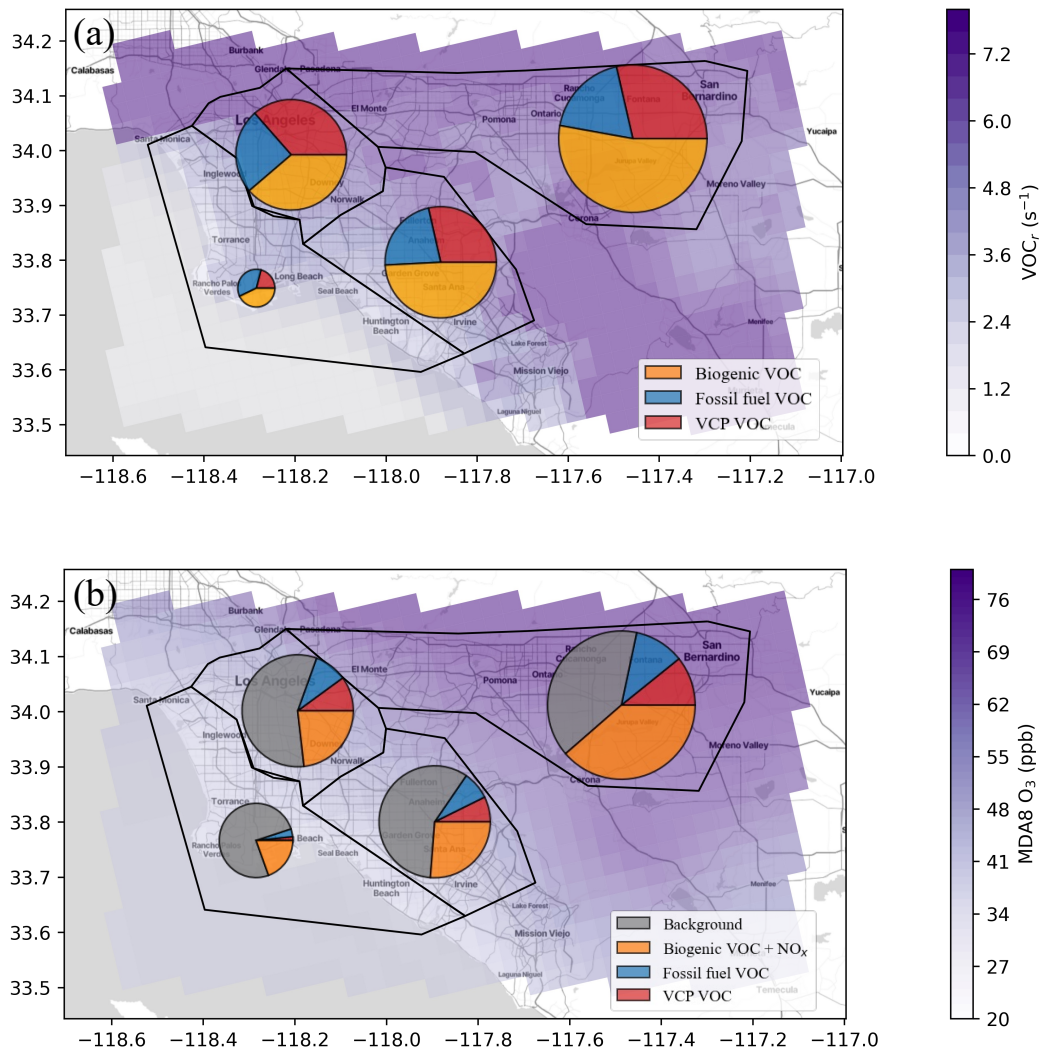 (a)
34.2
34.1
34.0
33.9
33.8
33.7
33.6
33.5
Burbank
Calabasas
Pasadena
El Monte
Los Angeles
Santa Monica
Rancho Cucamonga
Fontana
San
Bernardino
Ontario
Pomona
Yucaipa
Inglewood
Downey
Norwalk
Jurupa Valley
Moreno Valley
Corona
Fullerton
Anaheim
Torrance
Garden Grove
Santa Ana
Rancho Palos
Verdes
Long Beach
Seal Beach
Huntington
Beach
Irvine
Menifee
Lake Forest
Mission Viejo
Laguna Niguel
Temecula
Biogenic VOC
Fossil fuel VOC
VCP VOC
−118.6 −118.4 −118.2 −118.0 −117.8 −117.6 −117.4 −117.2 −117.0
7.2
6.0
4.8
3.6
2.4
1.2
0.0
VOCᵣ (s⁻¹)
(b)
34.2
34.1
34.0
33.9
33.8
33.7
33.6
33.5
Burbank
Calabasas
Pasadena
El Monte
Los Angeles
Santa Monica
Rancho
Cucamonga
Fontana
San
Bernardino
Pomona
Yucaipa
Inglewood
Downey
Norwalk
Jurupa Valley
Moreno Valley
Corona
Fullerton
Anaheim
Torrance
Garden Grove
Santa Ana
Rancho Palos
Verdes
Beach
Seal Beach
Huntington
Beach
Irvine
Menifee
Lake Forest
Mission Viejo
Laguna Niguel
Temecula
Background
Biogenic VOC + NOₓ
Fossil fuel VOC
VCP VOC
−118.6 −118.4 −118.2 −118.0 −117.8 −117.6 −117.4 −117.2 −117.0
76
69
62
55
48
41
34
27
20
MDA8 O₃ (ppb)